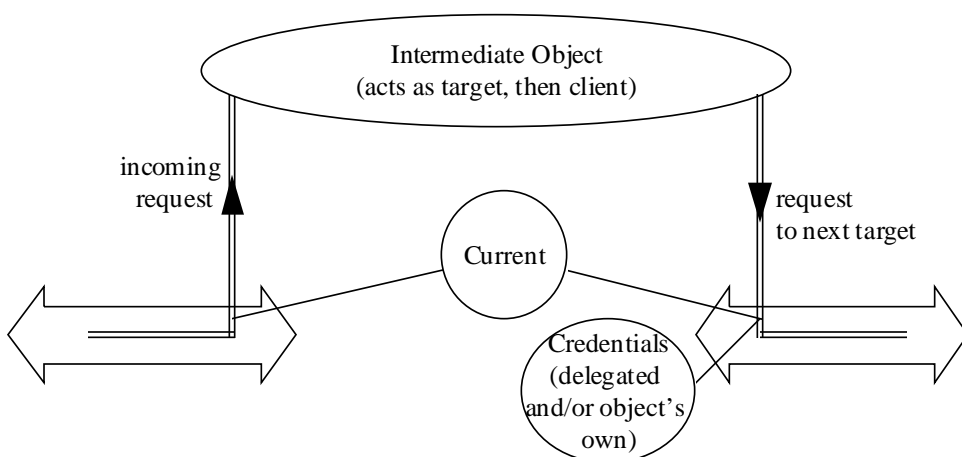 Intermediate Object
(acts as target, then client)
incoming
request
request
to next target
Current
Credentials
(delegated
and/or object’s
own)